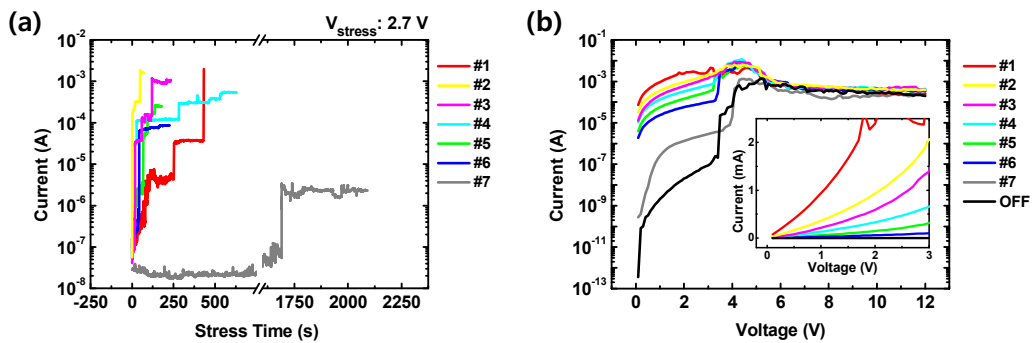 (a)
V_stress: 2.7 V
10^-2
10^-3
10^-4
10^-5
10^-6
10^-7
10^-8
Current (A)
-250 0 250 500 1750 2000 2250
Stress Time (s)
#1
#2
#3
#4
#5
#6
#7
(b)
10^1
10^-1
10^-3
10^-5
10^-7
10^-9
10^-11
10^-13
Current (A)
0 2 4 6 8 10 12
Voltage (V)
2
1
0
Current (mA)
0 1 2 3
Voltage (V)
#1
#2
#3
#4
#5
#6
#7
OFF